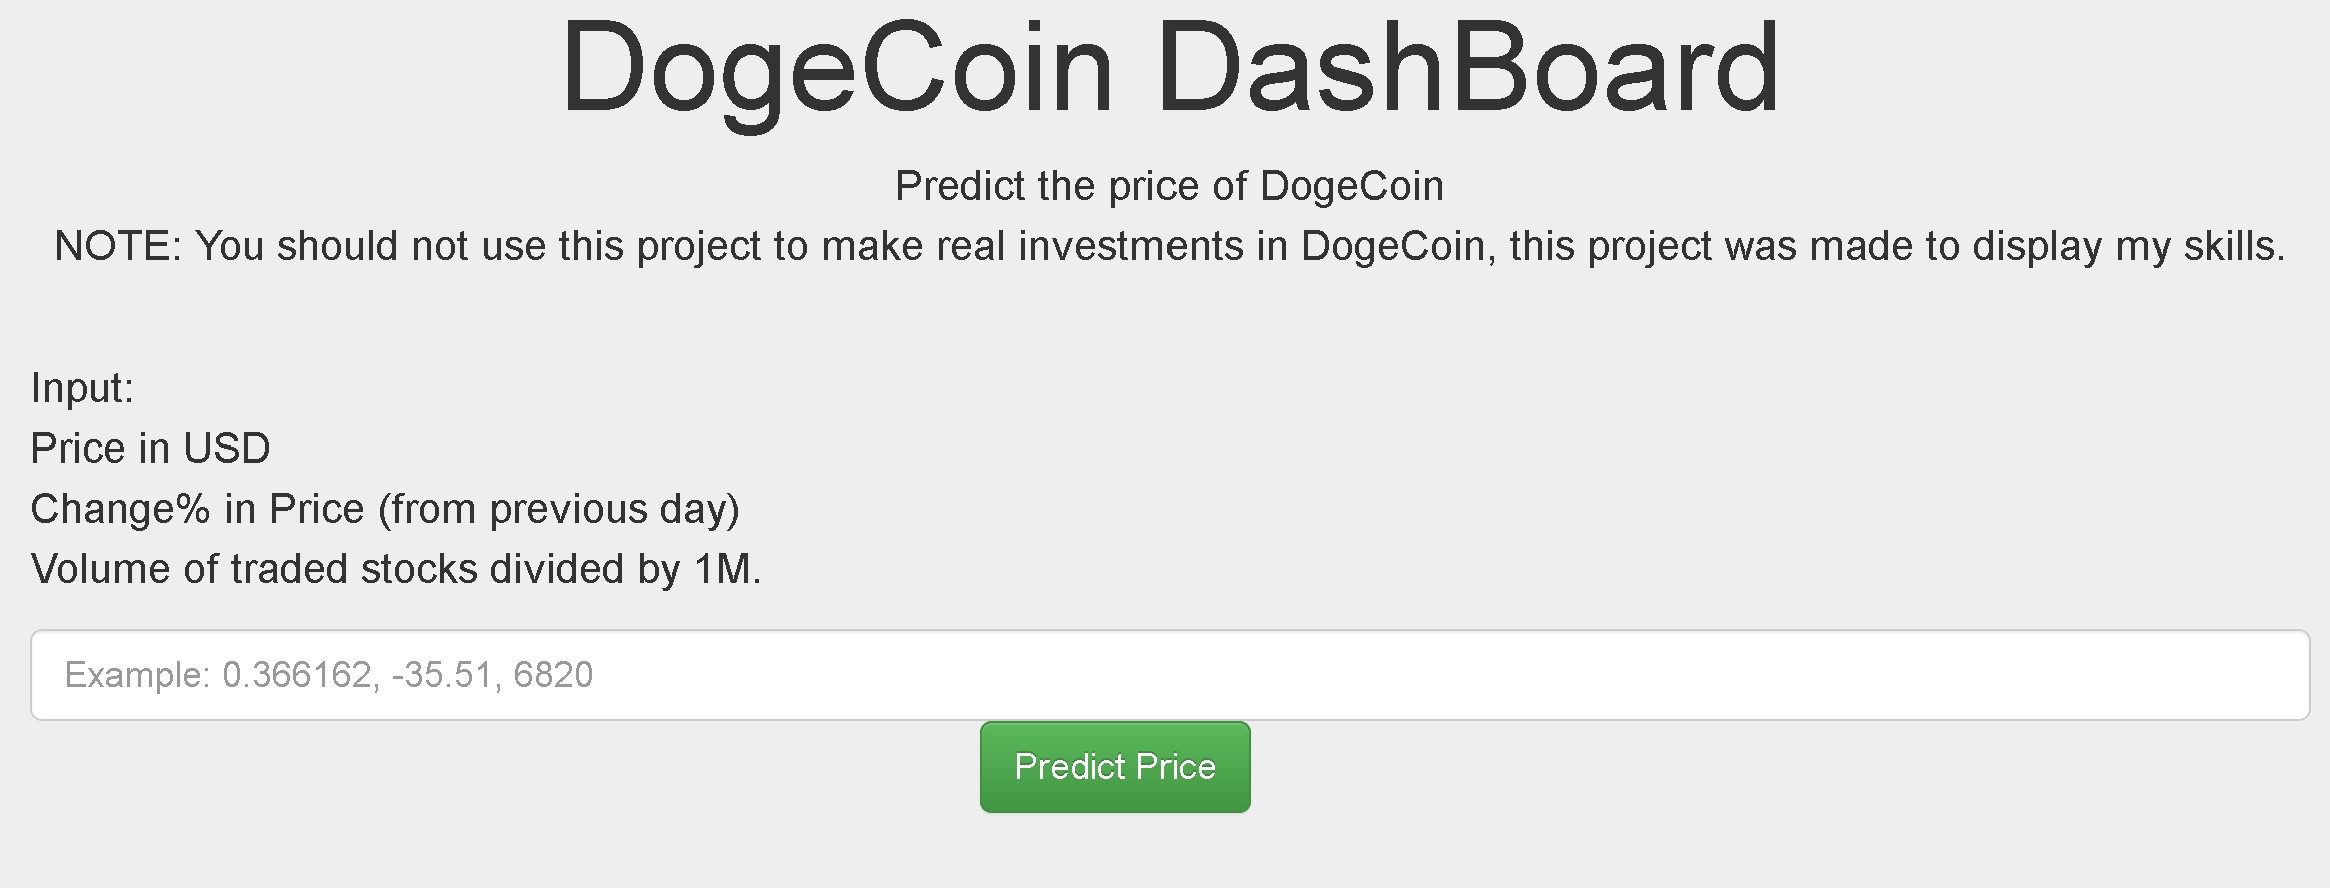 DogeCoin DashBoard
Predict the price of DogeCoin
NOTE: You should not use this project to make real investments in DogeCoin, this project was made to display my skills.
Input:
Price in USD
Change% in Price (from previous day)
Volume of traded stocks divided by 1M.
Example: 0.366162, -35.51, 6820
Predict Price